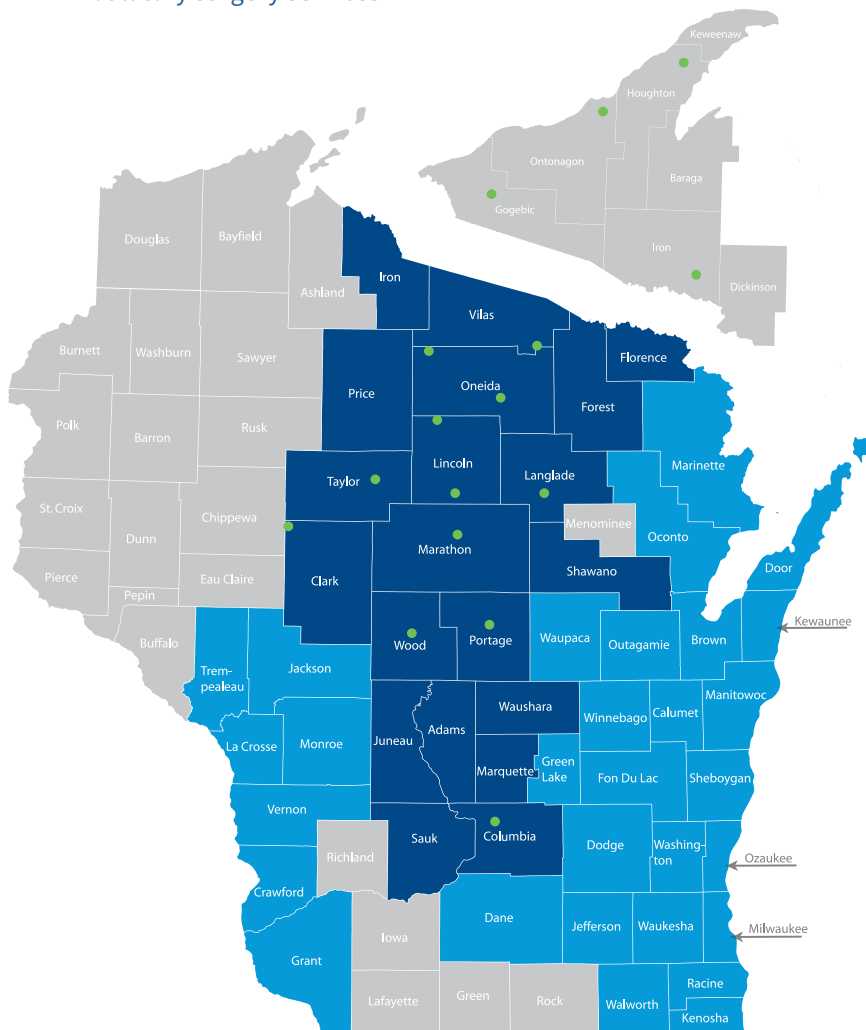 Keweenaw
Houghton
Ontonagon
Baraga
Gogebic
Iron
Dickinson
Douglas
Bayfield
Ashland
Iron
Vilas
Burnett
Washburn
Sawyer
Florence
Price
Oneida
Forest
Polk
Barron
Rusk
Lincoln
Langlade
Marinette
Taylor
St. Croix
Chippewa
Menominee
Dunn
Marathon
Oconto
Pierce
Eau Claire
Clark
Shawano
Door
Pepin
Buffalo
Wood
Portage
Waupaca
Outagamie
Brown
Kewaunee
Trem-
pealeau
Jackson
Manitowoc
Waushara
Winnebago
Calumet
La Crosse
Monroe
Juneau
Adams
Marquette
Green
Lake
Fon Du Lac
Sheboygan
Vernon
Sauk
Columbia
Dodge
Washing-
ton
Richland
Ozaukee
Crawford
Dane
Jefferson
Waukesha
Milwaukee
Iowa
Grant
Racine
Lafayette
Green
Rock
Walworth
Kenosha